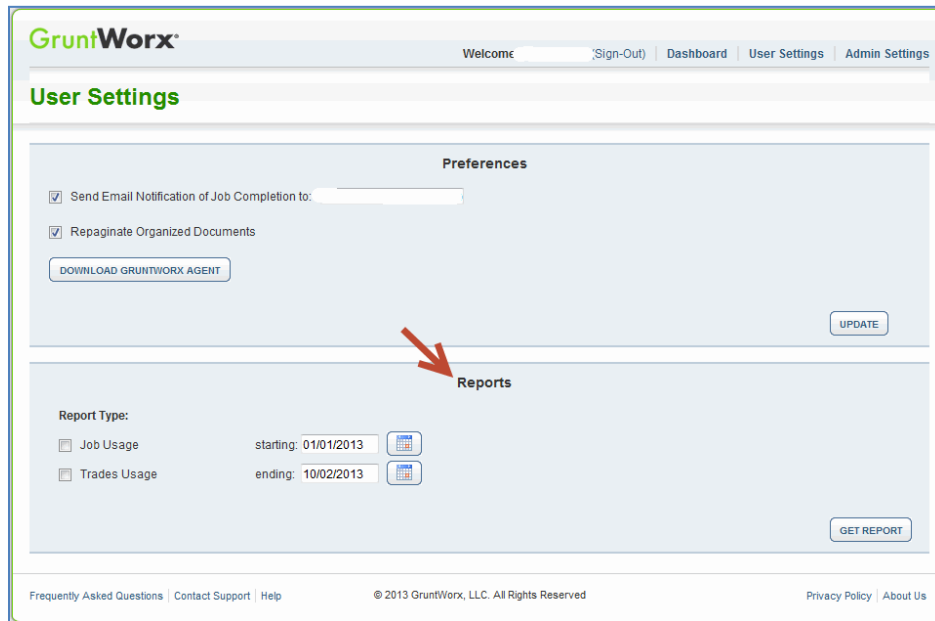 GruntWorx
Welcome (Sign-Out) Dashboard User Settings Admin Settings
User Settings
Preferences
Send Email Notification of Job Completion to:
Repaginate Organized Documents
DOWNLOAD GRUNTWORX AGENT
UPDATE
Reports
Report Type:
Job Usage starting: 01/01/2013
Trades Usage ending: 10/02/2013
GET REPORT
Frequently Asked Questions Contact Support Help © 2013 GruntWorx, LLC. All Rights Reserved Privacy Policy About Us